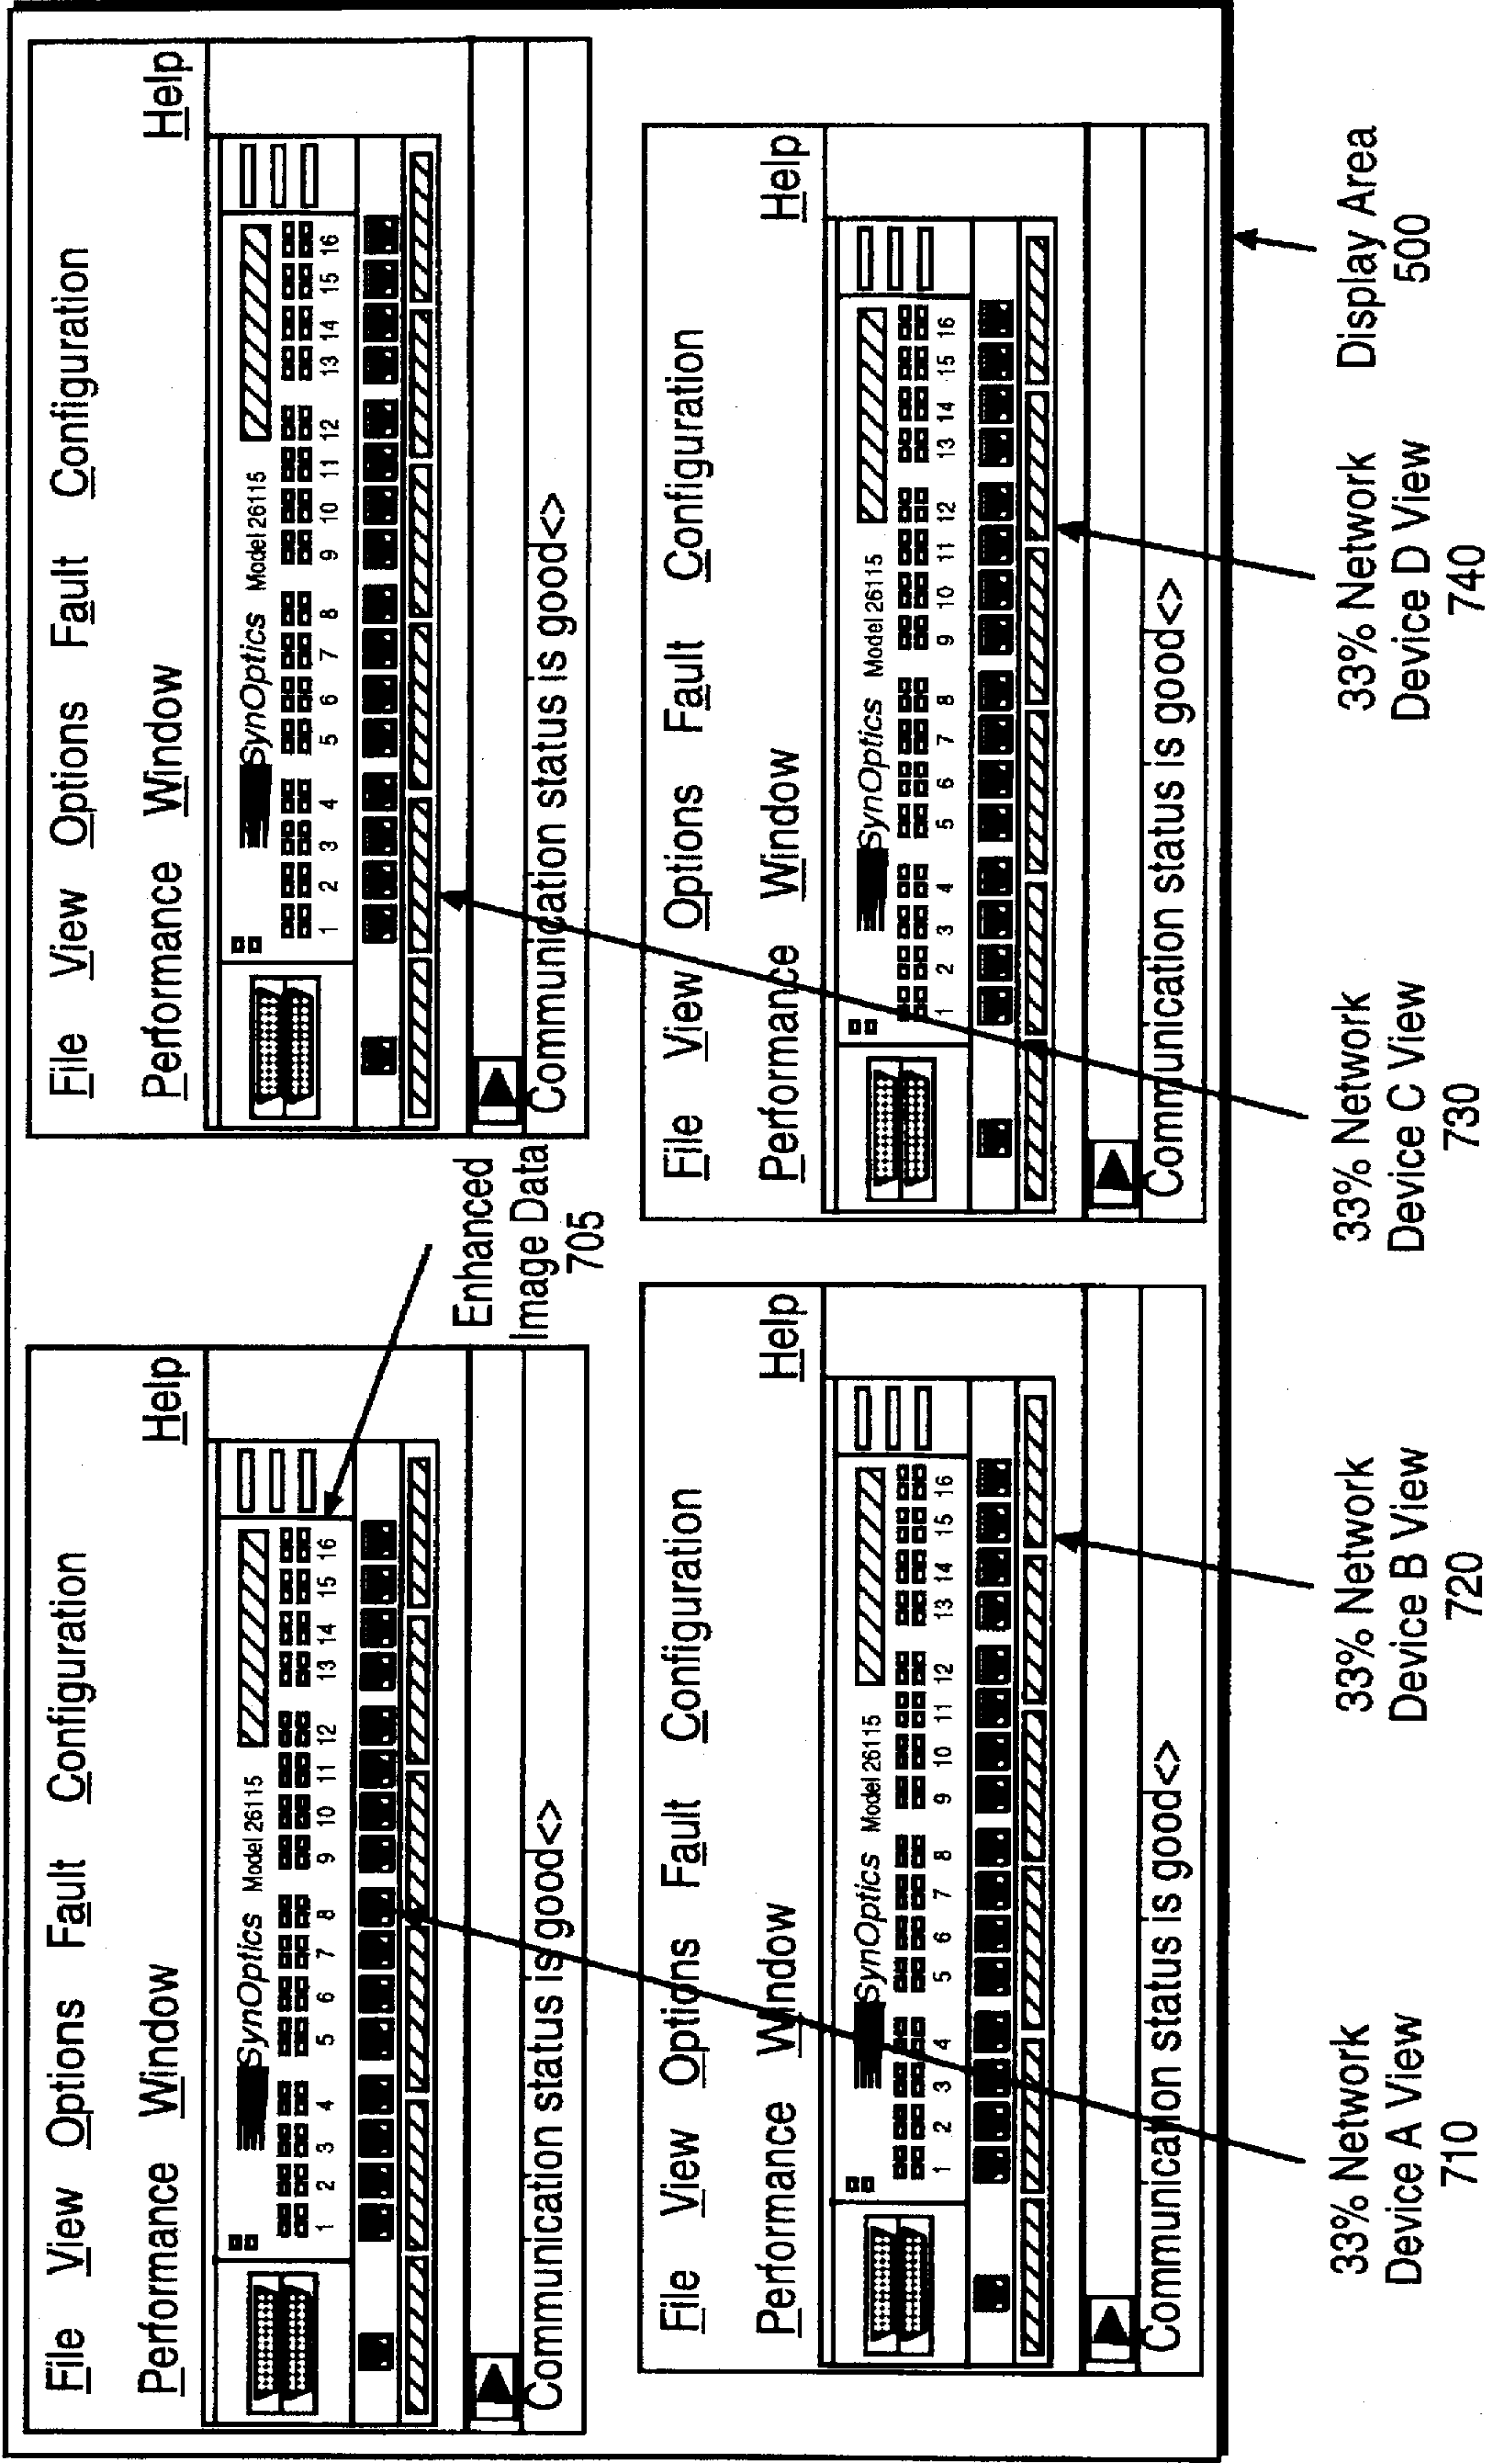 File View Options Fault Configuration
Performance Window Help
SynOptics Model 26115
1 2 3 4 5 6 7 8 9 10 11 12 13 14 15 16
Communication status is good<>
Enhanced
Image Data
705
File View Options Fault Configuration
Performance Window Help
SynOptics Model 26115
1 2 3 4 5 6 7 8 9 10 11 12 13 14 15 16
Communication status is good<>
File View Options Fault Configuration
Performance Window Help
SynOptics Model 26115
1 2 3 4 5 6 7 8 9 10 11 12 13 14 15 16
Communication status is good<>
File View Options Fault Configuration
Performance Window Help
SynOptics Model 26115
1 2 3 4 5 6 7 8 9 10 11 12 13 14 15 16
Communication status is good<>
33% Network
Device A View
710
33% Network
Device B View
720
33% Network
Device C View
730
33% Network
Device D View
740
Display Area
500